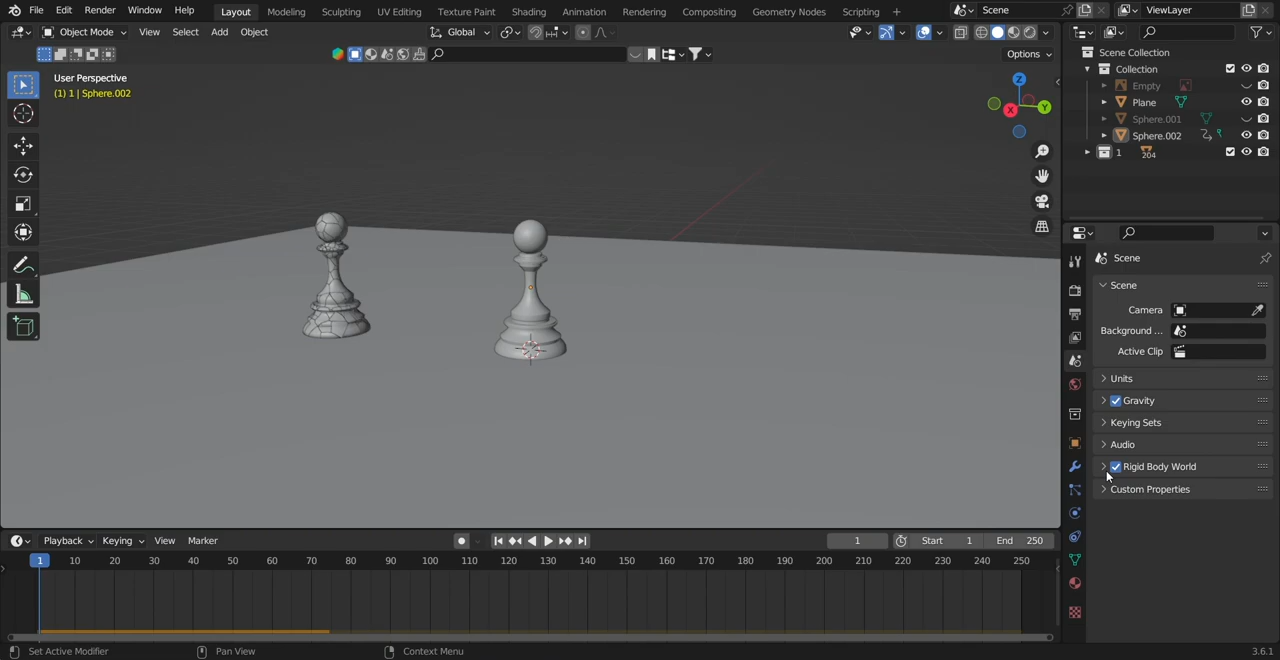 File Edit Render Window Help Layout Modeling Sculpting UV Editing Texture Paint Shading Animation Rendering Compositing Geometry Nodes Scripting + Scene ViewLayer
Object Mode View Select Add Object Global
Options
User Perspective
(1) 1 | Sphere.002
Z
Y
X
Scene Collection
Collection
Empty
Plane
Sphere.001
Sphere.002
1 204
Scene
Scene
Camera
Background ...
Active Clip
Units
Gravity
Keying Sets
Audio
Rigid Body World
Custom Properties
Playback Keying View Marker 1 Start 1 End 250
1 10 20 30 40 50 60 70 80 90 100 110 120 130 140 150 160 170 180 190 200 210 220 230 240 250
Set Active Modifier Pan View Context Menu 3.6.1